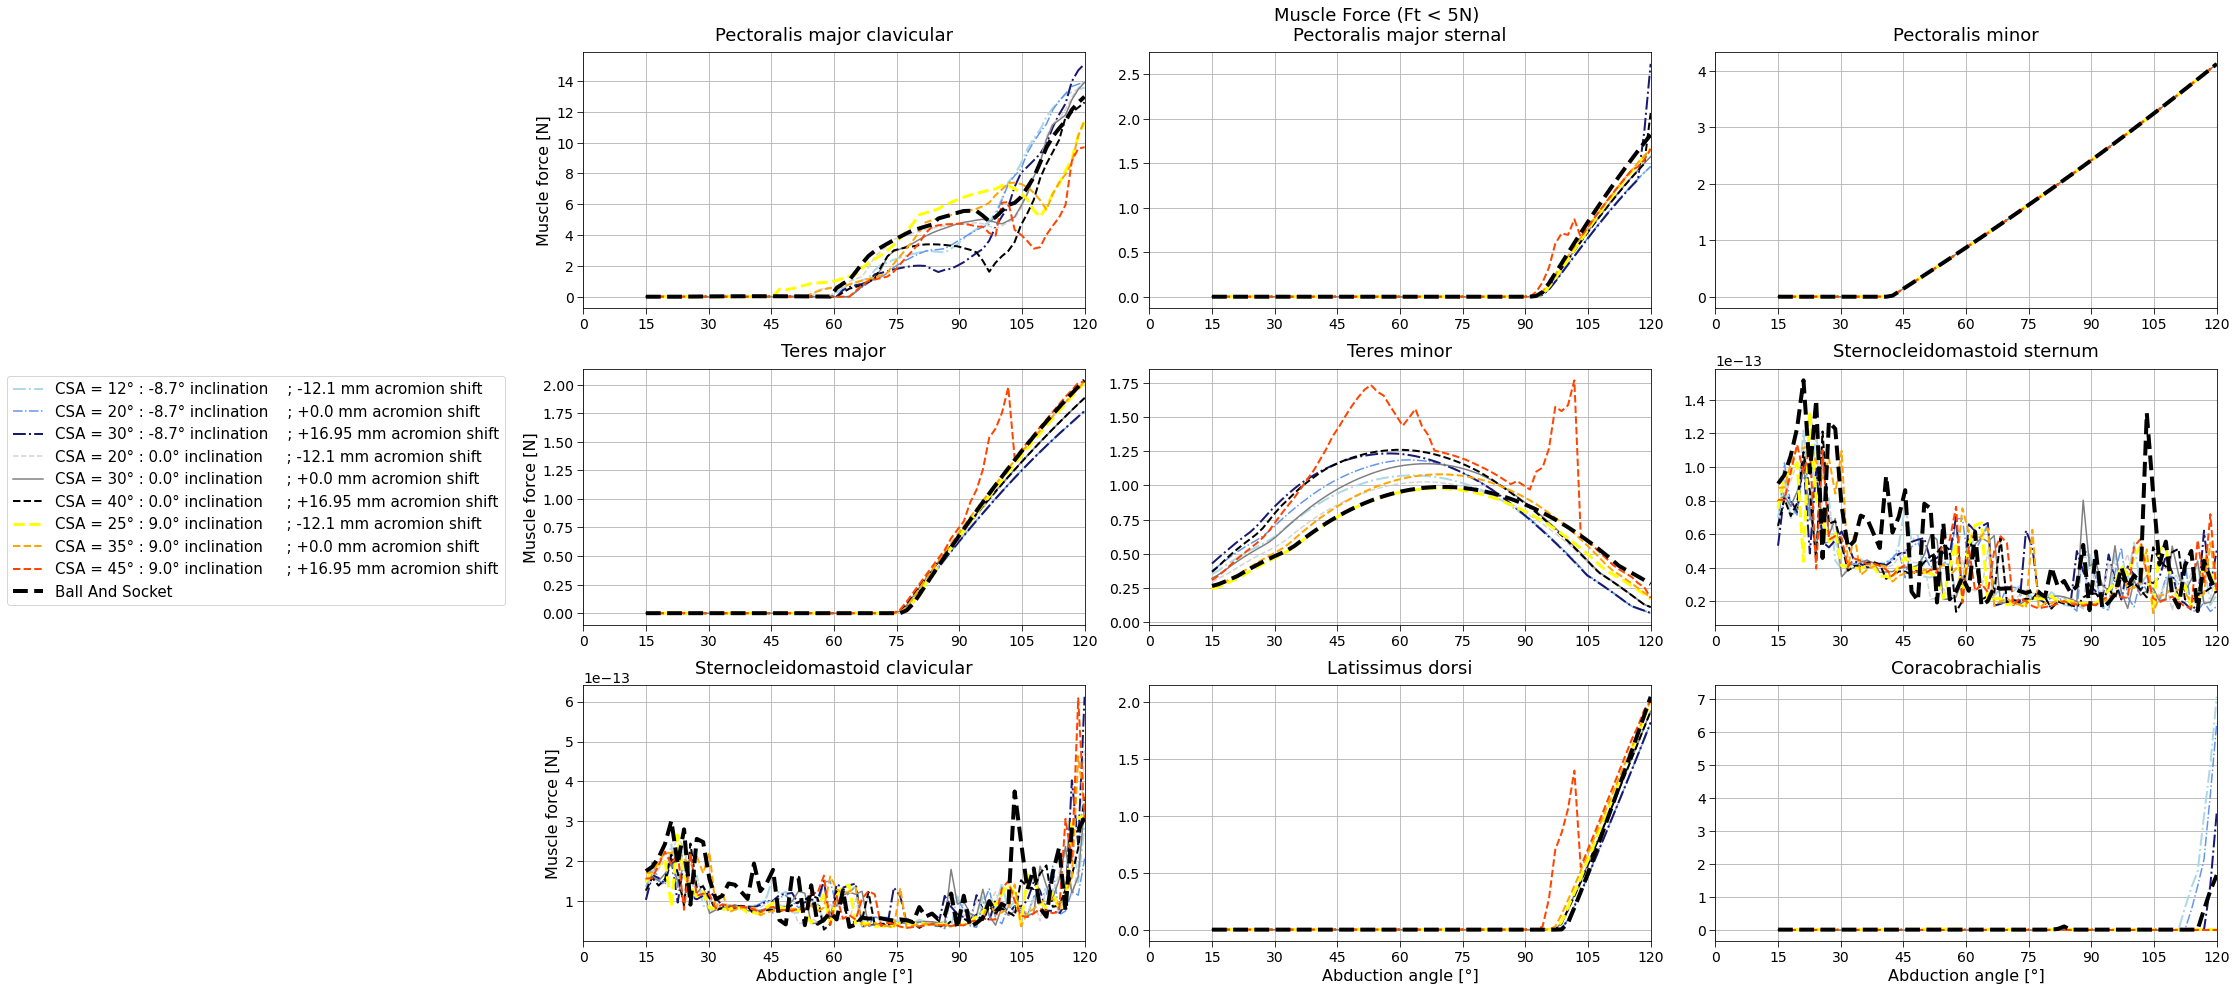 Muscle Force (Ft < 5N)
Pectoralis major clavicular
Pectoralis major sternal
Pectoralis minor
Muscle force [N]
14
12
10
8
6
4
2
0
0 15 30 45 60 75 90 105 120
2.5
2.0
1.5
1.0
0.5
0.0
0 15 30 45 60 75 90 105 120
4
3
2
1
0
0 15 30 45 60 75 90 105 120
CSA = 12° : -8.7° inclination ; -12.1 mm acromion shift
CSA = 20° : -8.7° inclination ; +0.0 mm acromion shift
CSA = 30° : -8.7° inclination ; +16.95 mm acromion shift
CSA = 20° : 0.0° inclination ; -12.1 mm acromion shift
CSA = 30° : 0.0° inclination ; +0.0 mm acromion shift
CSA = 40° : 0.0° inclination ; +16.95 mm acromion shift
CSA = 25° : 9.0° inclination ; -12.1 mm acromion shift
CSA = 35° : 9.0° inclination ; +0.0 mm acromion shift
CSA = 45° : 9.0° inclination ; +16.95 mm acromion shift
Ball And Socket
Teres major
Teres minor
Sternocleidomastoid sternum
Muscle force [N]
2.00
1.75
1.50
1.25
1.00
0.75
0.50
0.25
0.00
0 15 30 45 60 75 90 105 120
1.75
1.50
1.25
1.00
0.75
0.50
0.25
0.00
0 15 30 45 60 75 90 105 120
1e−13
1.4
1.2
1.0
0.8
0.6
0.4
0.2
0 15 30 45 60 75 90 105 120
Sternocleidomastoid clavicular
Latissimus dorsi
Coracobrachialis
Muscle force [N]
1e−13
6
5
4
3
2
1
0 15 30 45 60 75 90 105 120
Abduction angle [°]
2.0
1.5
1.0
0.5
0.0
0 15 30 45 60 75 90 105 120
Abduction angle [°]
7
6
5
4
3
2
1
0
0 15 30 45 60 75 90 105 120
Abduction angle [°]